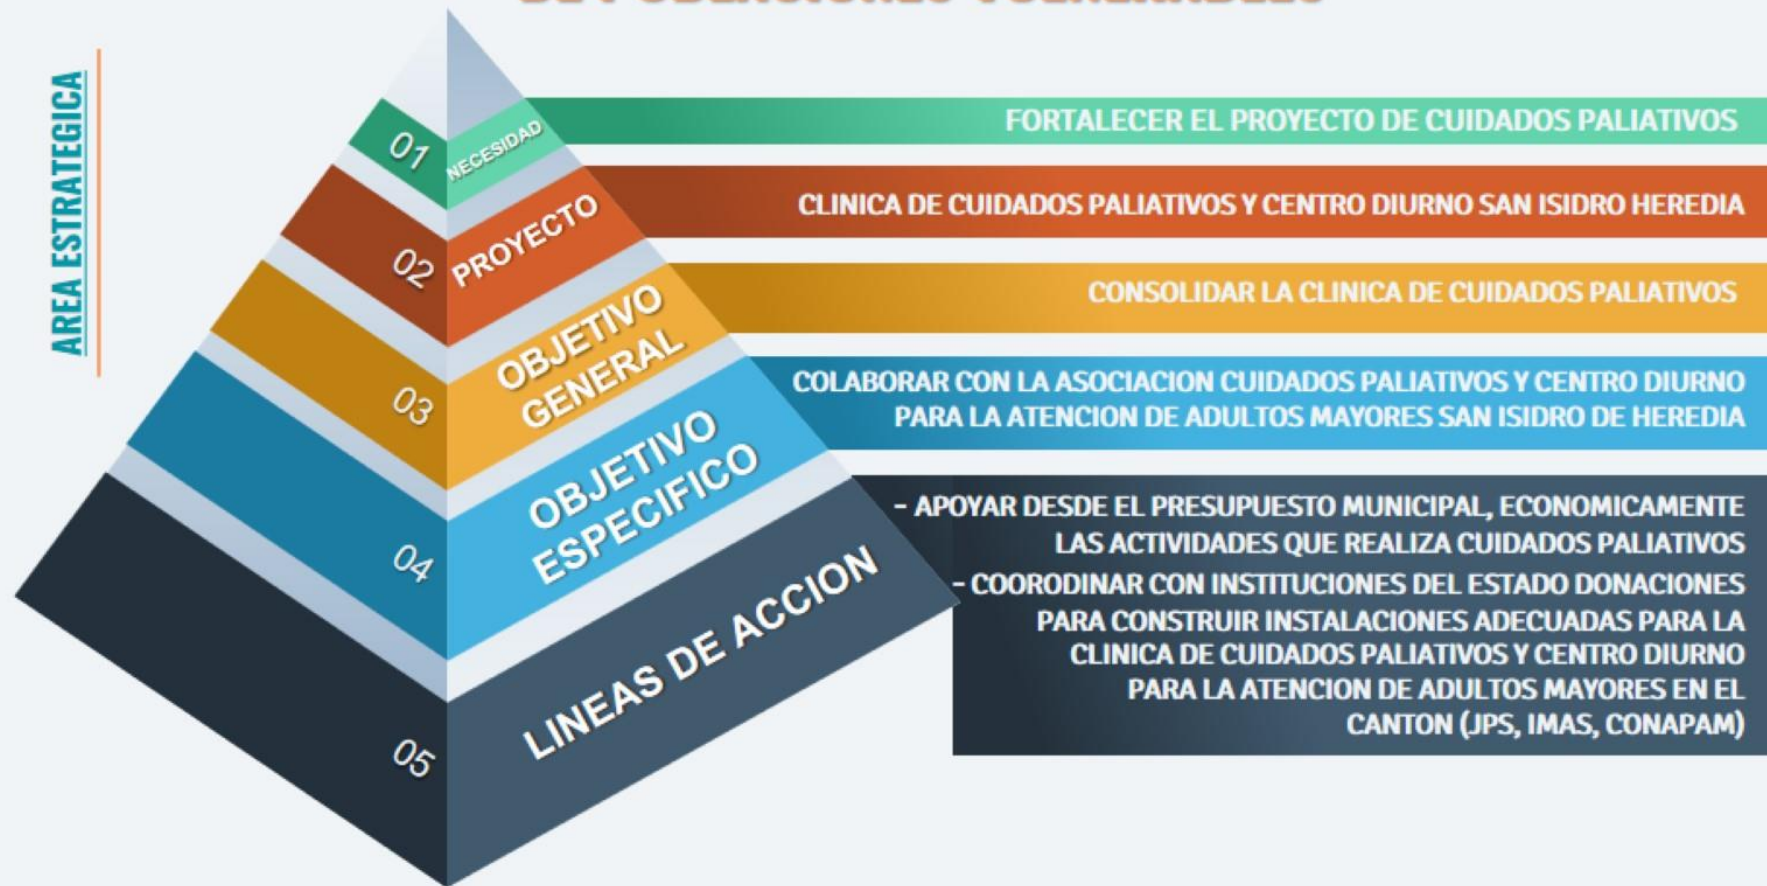 DE POBLACIONES VULNERABLES
AREA ESTRATEGICA
01
NECESIDAD
FORTALECER EL PROYECTO DE CUIDADOS PALIATIVOS
02
PROYECTO
CLINICA DE CUIDADOS PALIATIVOS Y CENTRO DIURNO SAN ISIDRO HEREDIA
03
OBJETIVO
GENERAL
CONSOLIDAR LA CLINICA DE CUIDADOS PALIATIVOS
04
OBJETIVO
ESPECIFICO
COLABORAR CON LA ASOCIACION CUIDADOS PALIATIVOS Y CENTRO DIURNO
PARA LA ATENCION DE ADULTOS MAYORES SAN ISIDRO DE HEREDIA
05
LINEAS DE ACCION
- APOYAR DESDE EL PRESUPUESTO MUNICIPAL, ECONOMICAMENTE
LAS ACTIVIDADES QUE REALIZA CUIDADOS PALIATIVOS
- COORODINAR CON INSTITUCIONES DEL ESTADO DONACIONES
PARA CONSTRUIR INSTALACIONES ADECUADAS PARA LA
CLINICA DE CUIDADOS PALIATIVOS Y CENTRO DIURNO
PARA LA ATENCION DE ADULTOS MAYORES EN EL
CANTON (JPS, IMAS, CONAPAM)